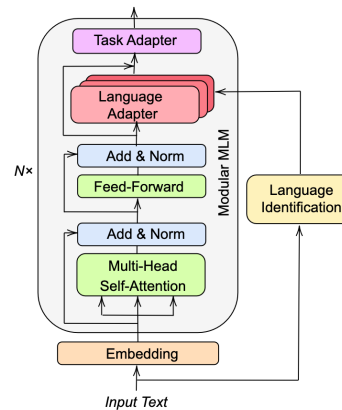 Task Adapter
Language
Adapter
Add & Norm
Feed-Forward
Add & Norm
Multi-Head
Self-Attention
Embedding
Input Text
N×
Modular MLM
Language
Identification